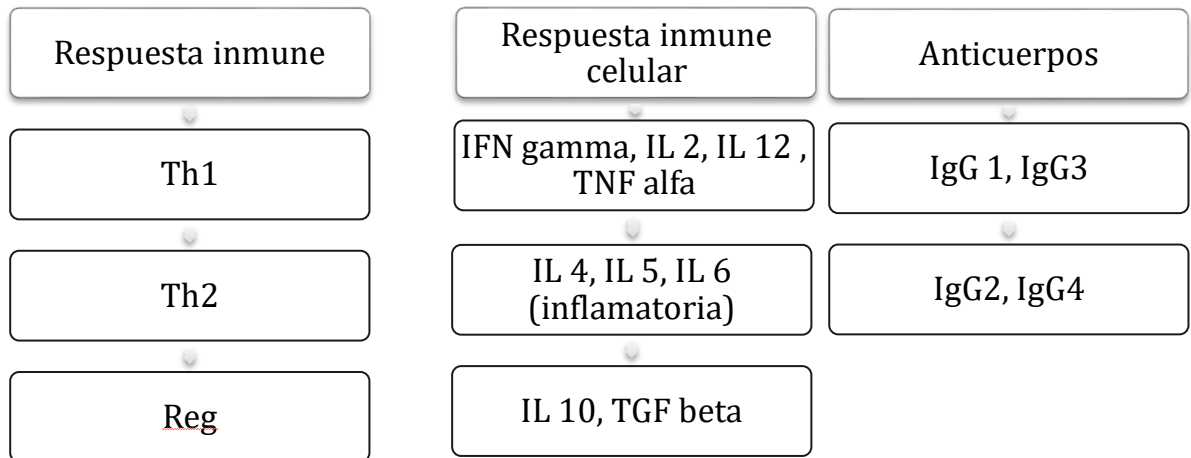 Respuesta inmune
Th1
Th2
Reg
Respuesta inmune
celular
IFN gamma, IL 2, IL 12 ,
TNF alfa
IL 4, IL 5, IL 6
(inflamatoria)
IL 10, TGF beta
Anticuerpos
IgG 1, IgG3
IgG2, IgG4